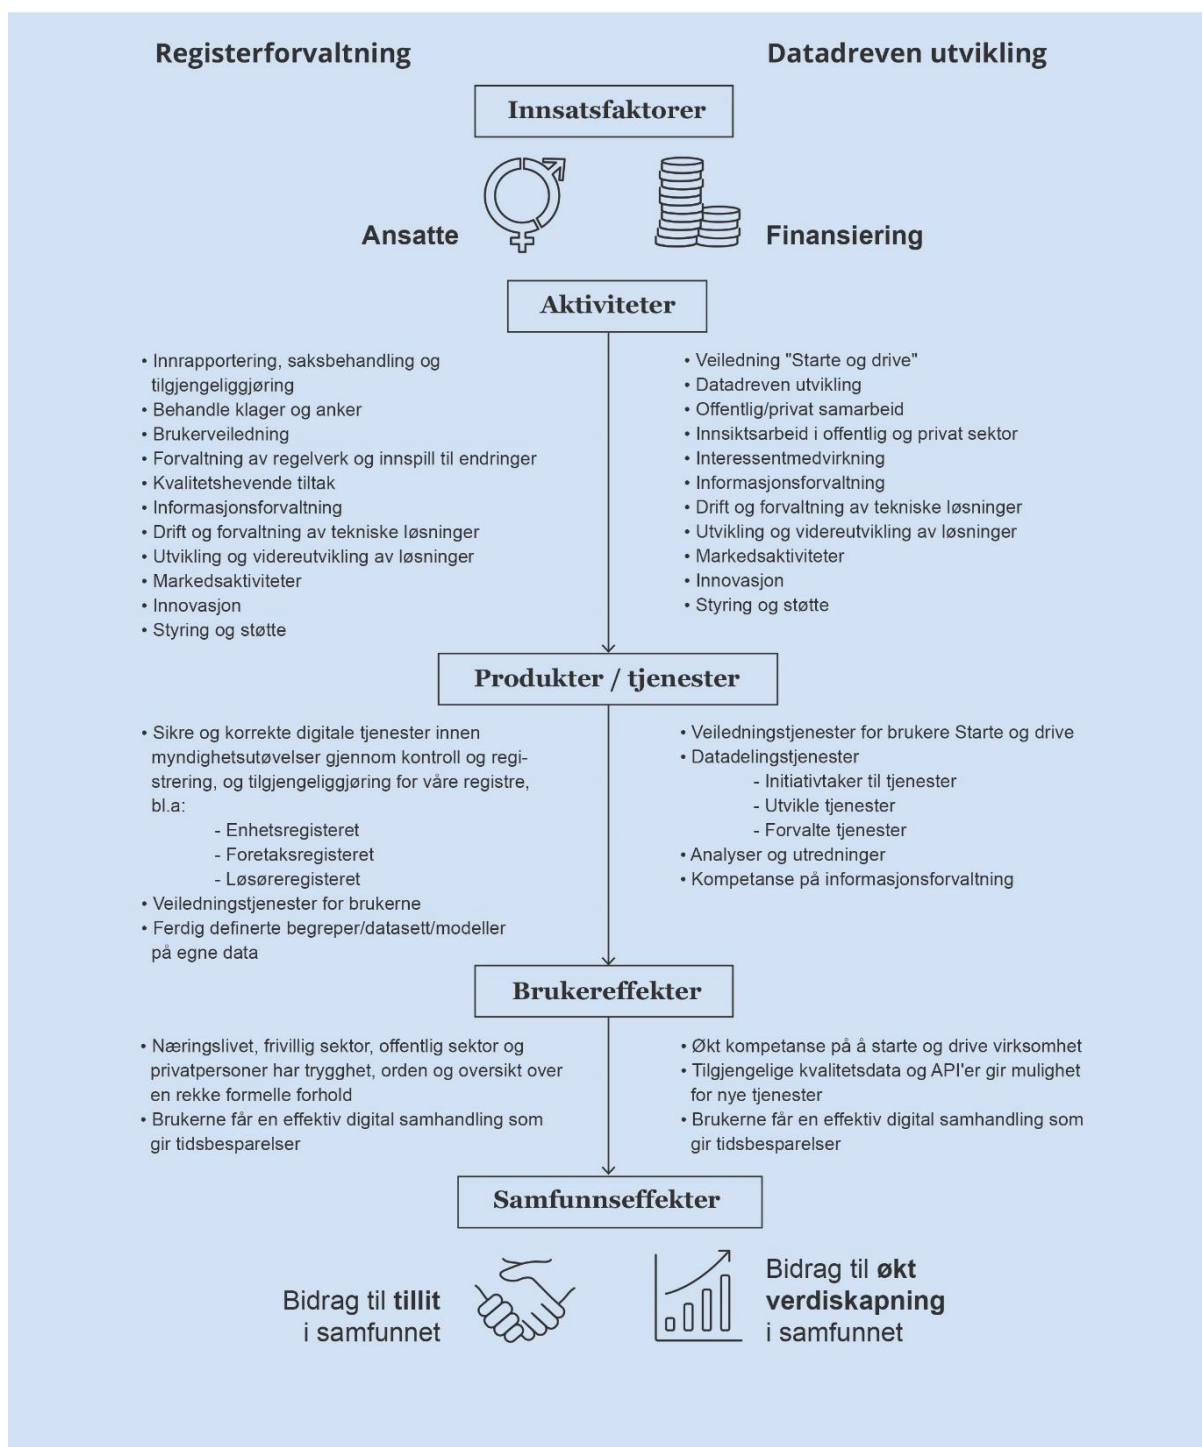 Registerforvaltning
Datadreven utvikling
Innsatsfaktorer
Ansatte
Finansiering
Aktiviteter
• Innrapportering, saksbehandling og
tilgjengeliggjøring
• Behandle klager og anker
• Brukerveiledning
• Forvaltning av regelverk og innspill til endringer
• Kvalitetshevende tiltak
• Informasjonsforvaltning
• Drift og forvaltning av tekniske løsninger
• Utvikling og videreutvikling av løsninger
• Markedsaktiviteter
• Innovasjon
• Styring og støtte
• Veiledning "Starte og drive"
• Datadreven utvikling
• Offentlig/privat samarbeid
• Innsiktsarbeid i offentlig og privat sektor
• Interessentmedvirkning
• Informasjonsforvaltning
• Drift og forvaltning av tekniske løsninger
• Utvikling og videreutvikling av løsninger
• Markedsaktiviteter
• Innovasjon
• Styring og støtte
Produkter / tjenester
• Sikre og korrekte digitale tjenester innen
myndighetsutøvelser gjennom kontroll og regi-
strering, og tilgjengeliggjøring for våre registre,
bl.a:
- Enhetsregisteret
- Foretaksregisteret
- Løsøreregisteret
• Veiledningstjenester for brukerne
• Ferdig definerte begreper/datasett/modeller
på egne data
• Veiledningstjenester for brukere Starte og drive
• Datadelingstjenester
- Initiativtaker til tjenester
- Utvikle tjenester
- Forvalte tjenester
• Analyser og utredninger
• Kompetanse på informasjonsforvaltning
Brukereffekter
• Næringslivet, frivillig sektor, offentlig sektor og
privatpersoner har trygghet, orden og oversikt over
en rekke formelle forhold
• Brukerne får en effektiv digital samhandling som
gir tidsbesparelser
• Økt kompetanse på å starte og drive virksomhet
• Tilgjengelige kvalitetsdata og API'er gir mulighet
for nye tjenester
• Brukerne får en effektiv digital samhandling som
gir tidsbesparelser
Samfunnseffekter
Bidrag til tillit
i samfunnet
Bidrag til økt
verdiskapning
i samfunnet